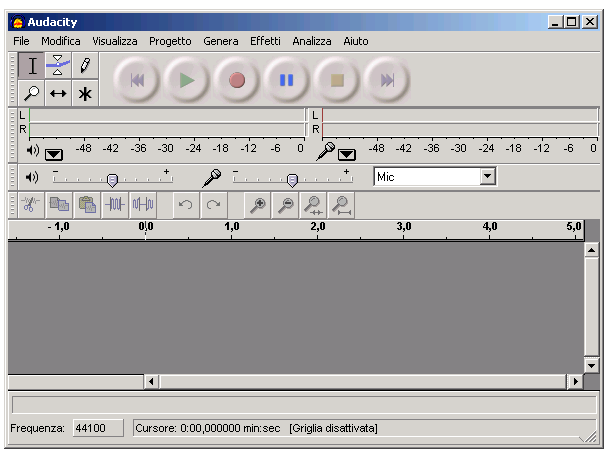 Audacity
File Modifica Visualizza Progetto Genera Effetti Analizza Aiuto
L
R
L
R
-48 -42 -36 -30 -24 -18 -12 -6 0
-48 -42 -36 -30 -24 -18 -12 -6 0
- + - + Mic
- 1,0 0,0 1,0 2,0 3,0 4,0 5,0
Frequenza: 44100 Cursore: 0:00,000000 min:sec [Griglia disattivata]